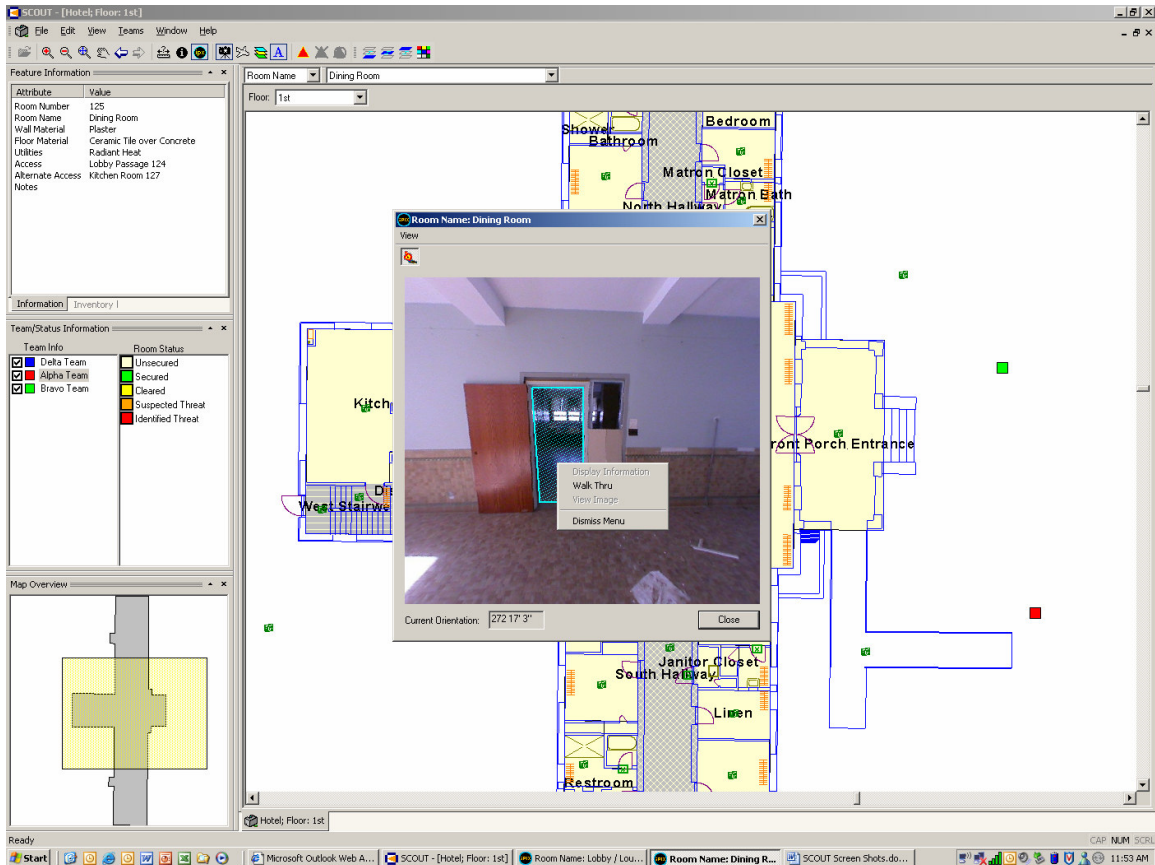 SCOUT - [Hotel; Floor: 1st]
File Edit View Teams Window Help
Feature Information
Attribute Value
Room Number 125
Room Name Dining Room
Wall Material Plaster
Floor Material Ceramic Tile over Concrete
Utilities Radiant Heat
Access Lobby Passage 124
Alternate Access Kitchen Room 127
Notes
Information Inventory
Team/Status Information
Team Info Room Status
Delta Team Unsecured
Alpha Team Secured
Bravo Team Cleared
Suspected Threat
Identified Threat
Map Overview
Room Name Dining Room
Floor: 1st
Shower
Bathroom
Bedroom
Matron Closet
Matron Bath
North Hallway
Room Name: Dining Room
View
Display Information
Walk Thru
View Image
Dismiss Menu
Current Orientation: 272 17' 3" Close
Kitch
West Stairwe
ront Porch Entrance
Janitor Closet
South Hallway
Linen
Restroom
Hotel; Floor: 1st
Ready CAP NUM SCRL
Start Microsoft Outlook Web A... SCOUT - [Hotel; Floor: 1st] Room Name: Lobby / Lou... Room Name: Dining R... SCOUT Screen Shots.do... 11:53 AM